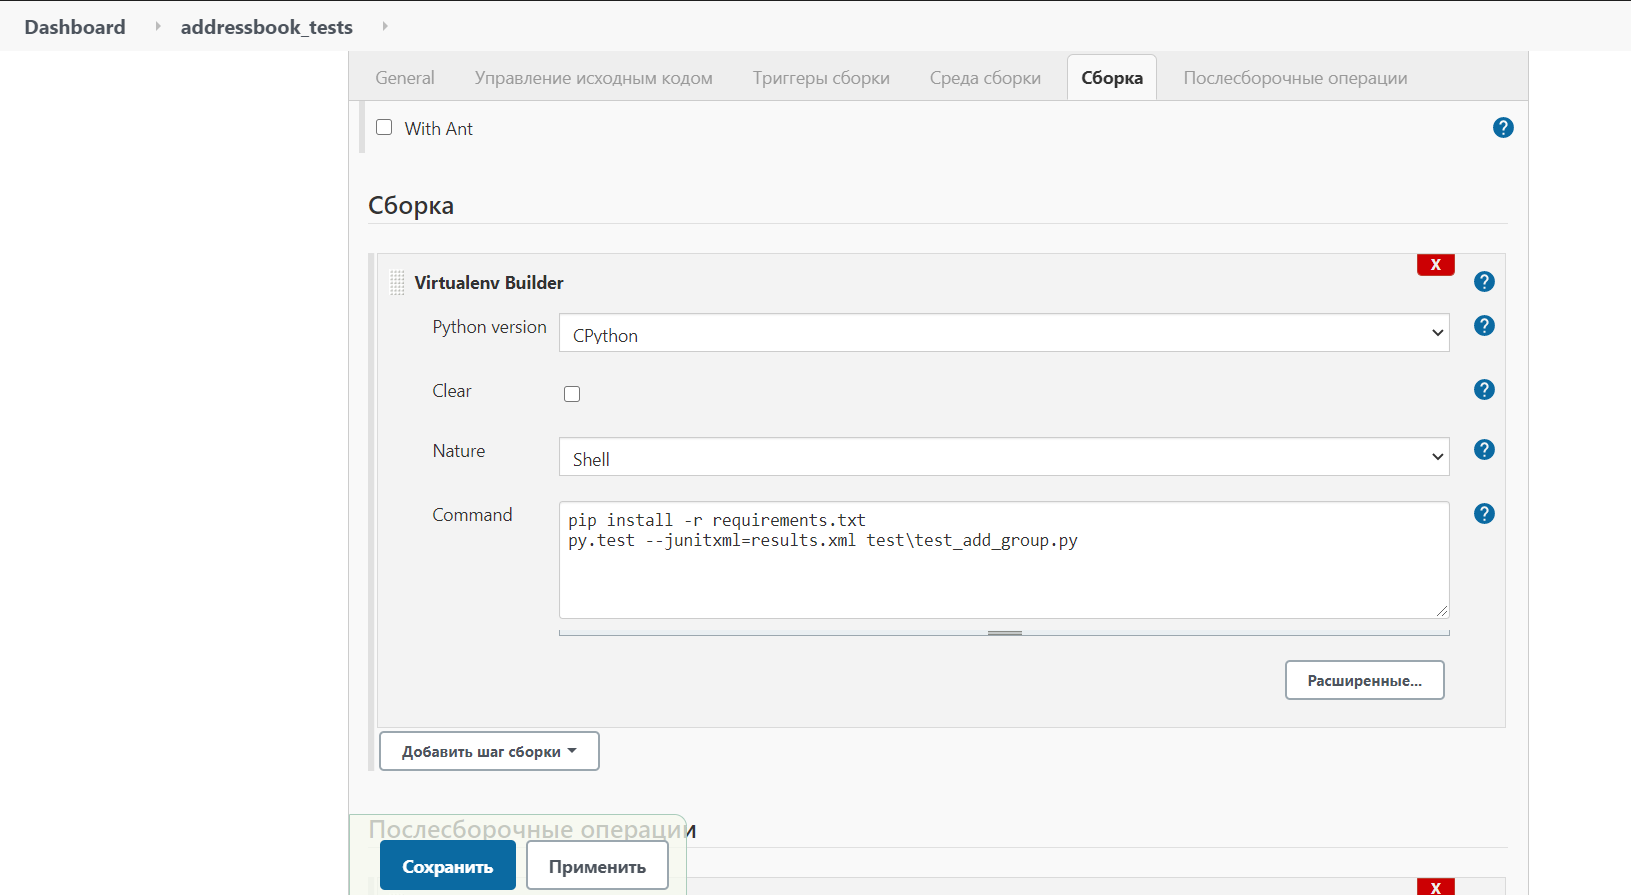 Dashboard addressbook_tests
General Управление исходным кодом Триггеры сборки Среда сборки Сборка Послесборочные операции
With Ant
?
Сборка
X
Virtualenv Builder
?
Python version
CPython
?
Clear
?
Nature
Shell
?
Command
pip install -r requirements.txt
py.test --junitxml=results.xml test\test_add_group.py
?
Расширенные...
Добавить шаг сборки
Послесборочные операции
Сохранить Применить
X